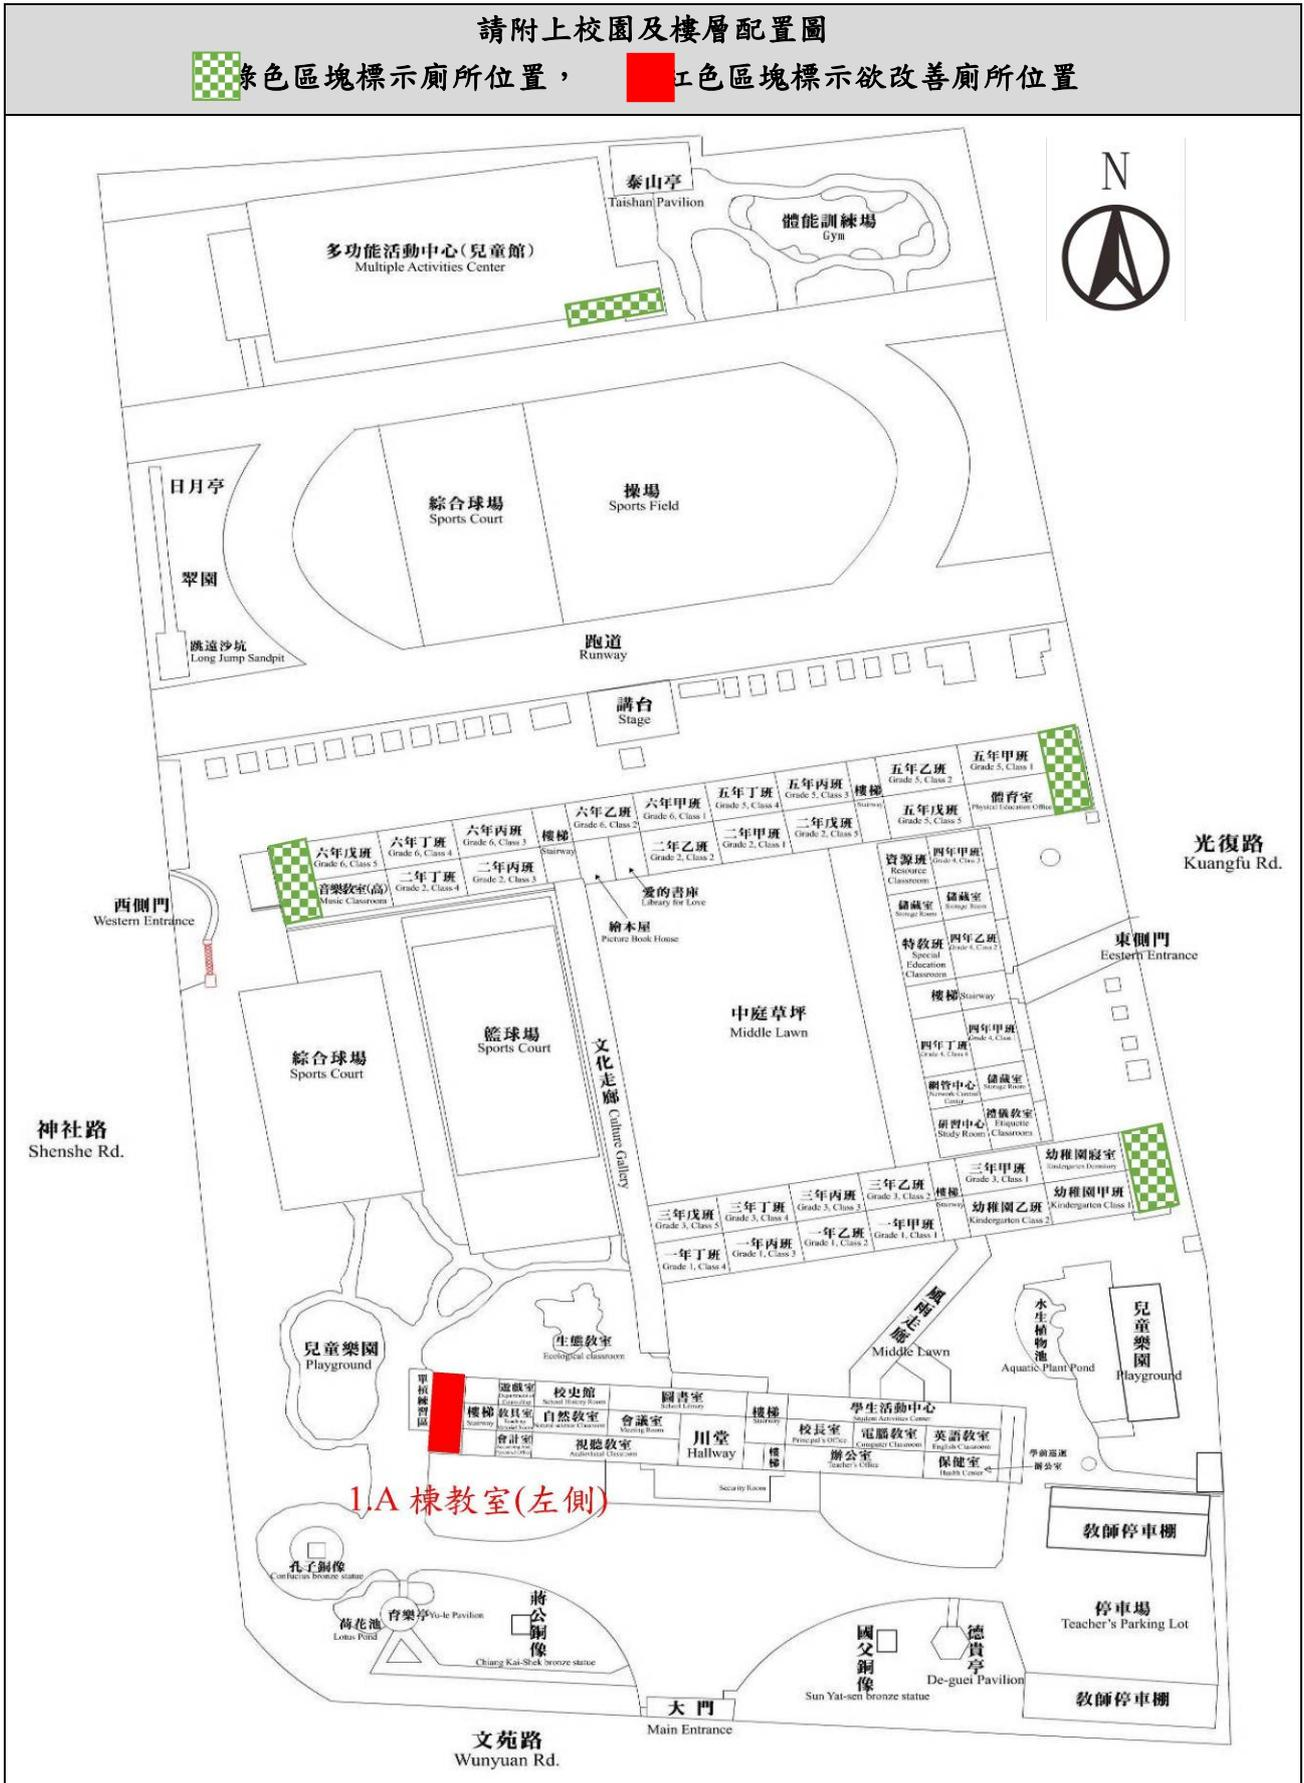 請附上校園及樓層配置圖
綠色區塊標示廁所位置， 紅色區塊標示欲改善廁所位置
N
泰山亭
Taishan Pavilion
體能訓練場
Gym
多功能活動中心(兒童館)
Multiple Activities Center
日月亭
翠園
跳遠沙坑
Long Jump Sandpit
綜合球場
Sports Court
操場
Sports Field
跑道
Runway
講台
Stage
六年戊班
Grade 6, Class 5
六年丁班
Grade 6, Class 4
六年丙班
Grade 6, Class 3
樓梯
Stairway
六年乙班
Grade 6, Class 2
六年甲班
Grade 6, Class 1
五年丁班
Grade 5, Class 4
五年丙班
Grade 5, Class 3
樓梯
Stairway
五年乙班
Grade 5, Class 2
五年甲班
Grade 5, Class 1
音樂教室(高)
Music Classroom
二年丁班
Grade 2, Class 4
二年丙班
Grade 2, Class 3
二年乙班
Grade 2, Class 2
二年甲班
Grade 2, Class 1
二年戊班
Grade 2, Class 5
五年戊班
Grade 5, Class 5
體育室
Physical Education Office
愛的書庫
Library for Love
繪本屋
Picture Book House
光復路
Kuangfu Rd.
西側門
Western Entrance
東側門
Eestern Entrance
資源班
Resource
Classroom
四年甲班
儲藏室
Storage Room
儲藏室
Storage Room
特教班
Special
Education
Classroom
四年乙班
Grade 4, Class 2
樓梯 Stairway
四年甲班
四年丁班
Grade 4, Class 4
網管中心
Network Control
Center
儲藏室
Storage Room
研習中心
Study Room
禮儀教室
Etiquette
Classroom
綜合球場
Sports Court
籃球場
Sports Court
文化走廊 Culture Gallery
中庭草坪
Middle Lawn
神社路
Shenshe Rd.
三年戊班
Grade 3, Class 5
三年丁班
Grade 3, Class 4
三年丙班
Grade 3, Class 3
三年乙班
Grade 3, Class 2
樓梯
Stairway
三年甲班
Grade 3, Class 1
幼稚園寢室
Kindergarten Dormitory
一年丁班
Grade 1, Class 4
一年丙班
Grade 1, Class 3
一年乙班
Grade 1, Class 2
一年甲班
Grade 1, Class 1
幼稚園乙班
Kindergarten Class 2
幼稚園甲班
Kindergarten Class 1
風雨走廊
Middle Lawn
水生植物池
Aquatic Plant Pond
兒童樂園
Playground
兒童樂園
Playground
生態教室
Ecological classroom
單槓練習區
樓梯
Stairway
遊戲室
教具室
會計室
校史館
School History Room
自然教室
視聽教室
Audiovisual Classroom
圖書室
School Library
會議室
Meeting Room
川堂
Hallway
樓梯
Stairway
樓梯
學生活動中心
Student Activities Center
校長室
Principal's Office
電腦教室
Computer Classroom
英語教室
English Classroom
辦公室
Teacher's Office
保健室
Health Center
學前巡迴
辦公室
Security Room
1.A 棟教室(左側)
孔子銅像
Confucius bronze statue
荷花池
Lotus Pond
育樂亭 Yu-le Pavilion
蔣公銅像
Chiang Kai-Shek bronze statue
國父銅像
Sun Yat-sen bronze statue
德貴亭
De-guei Pavilion
教師停車棚
停車場
Teacher's Parking Lot
教師停車棚
大門
Main Entrance
文苑路
Wunyuan Rd.